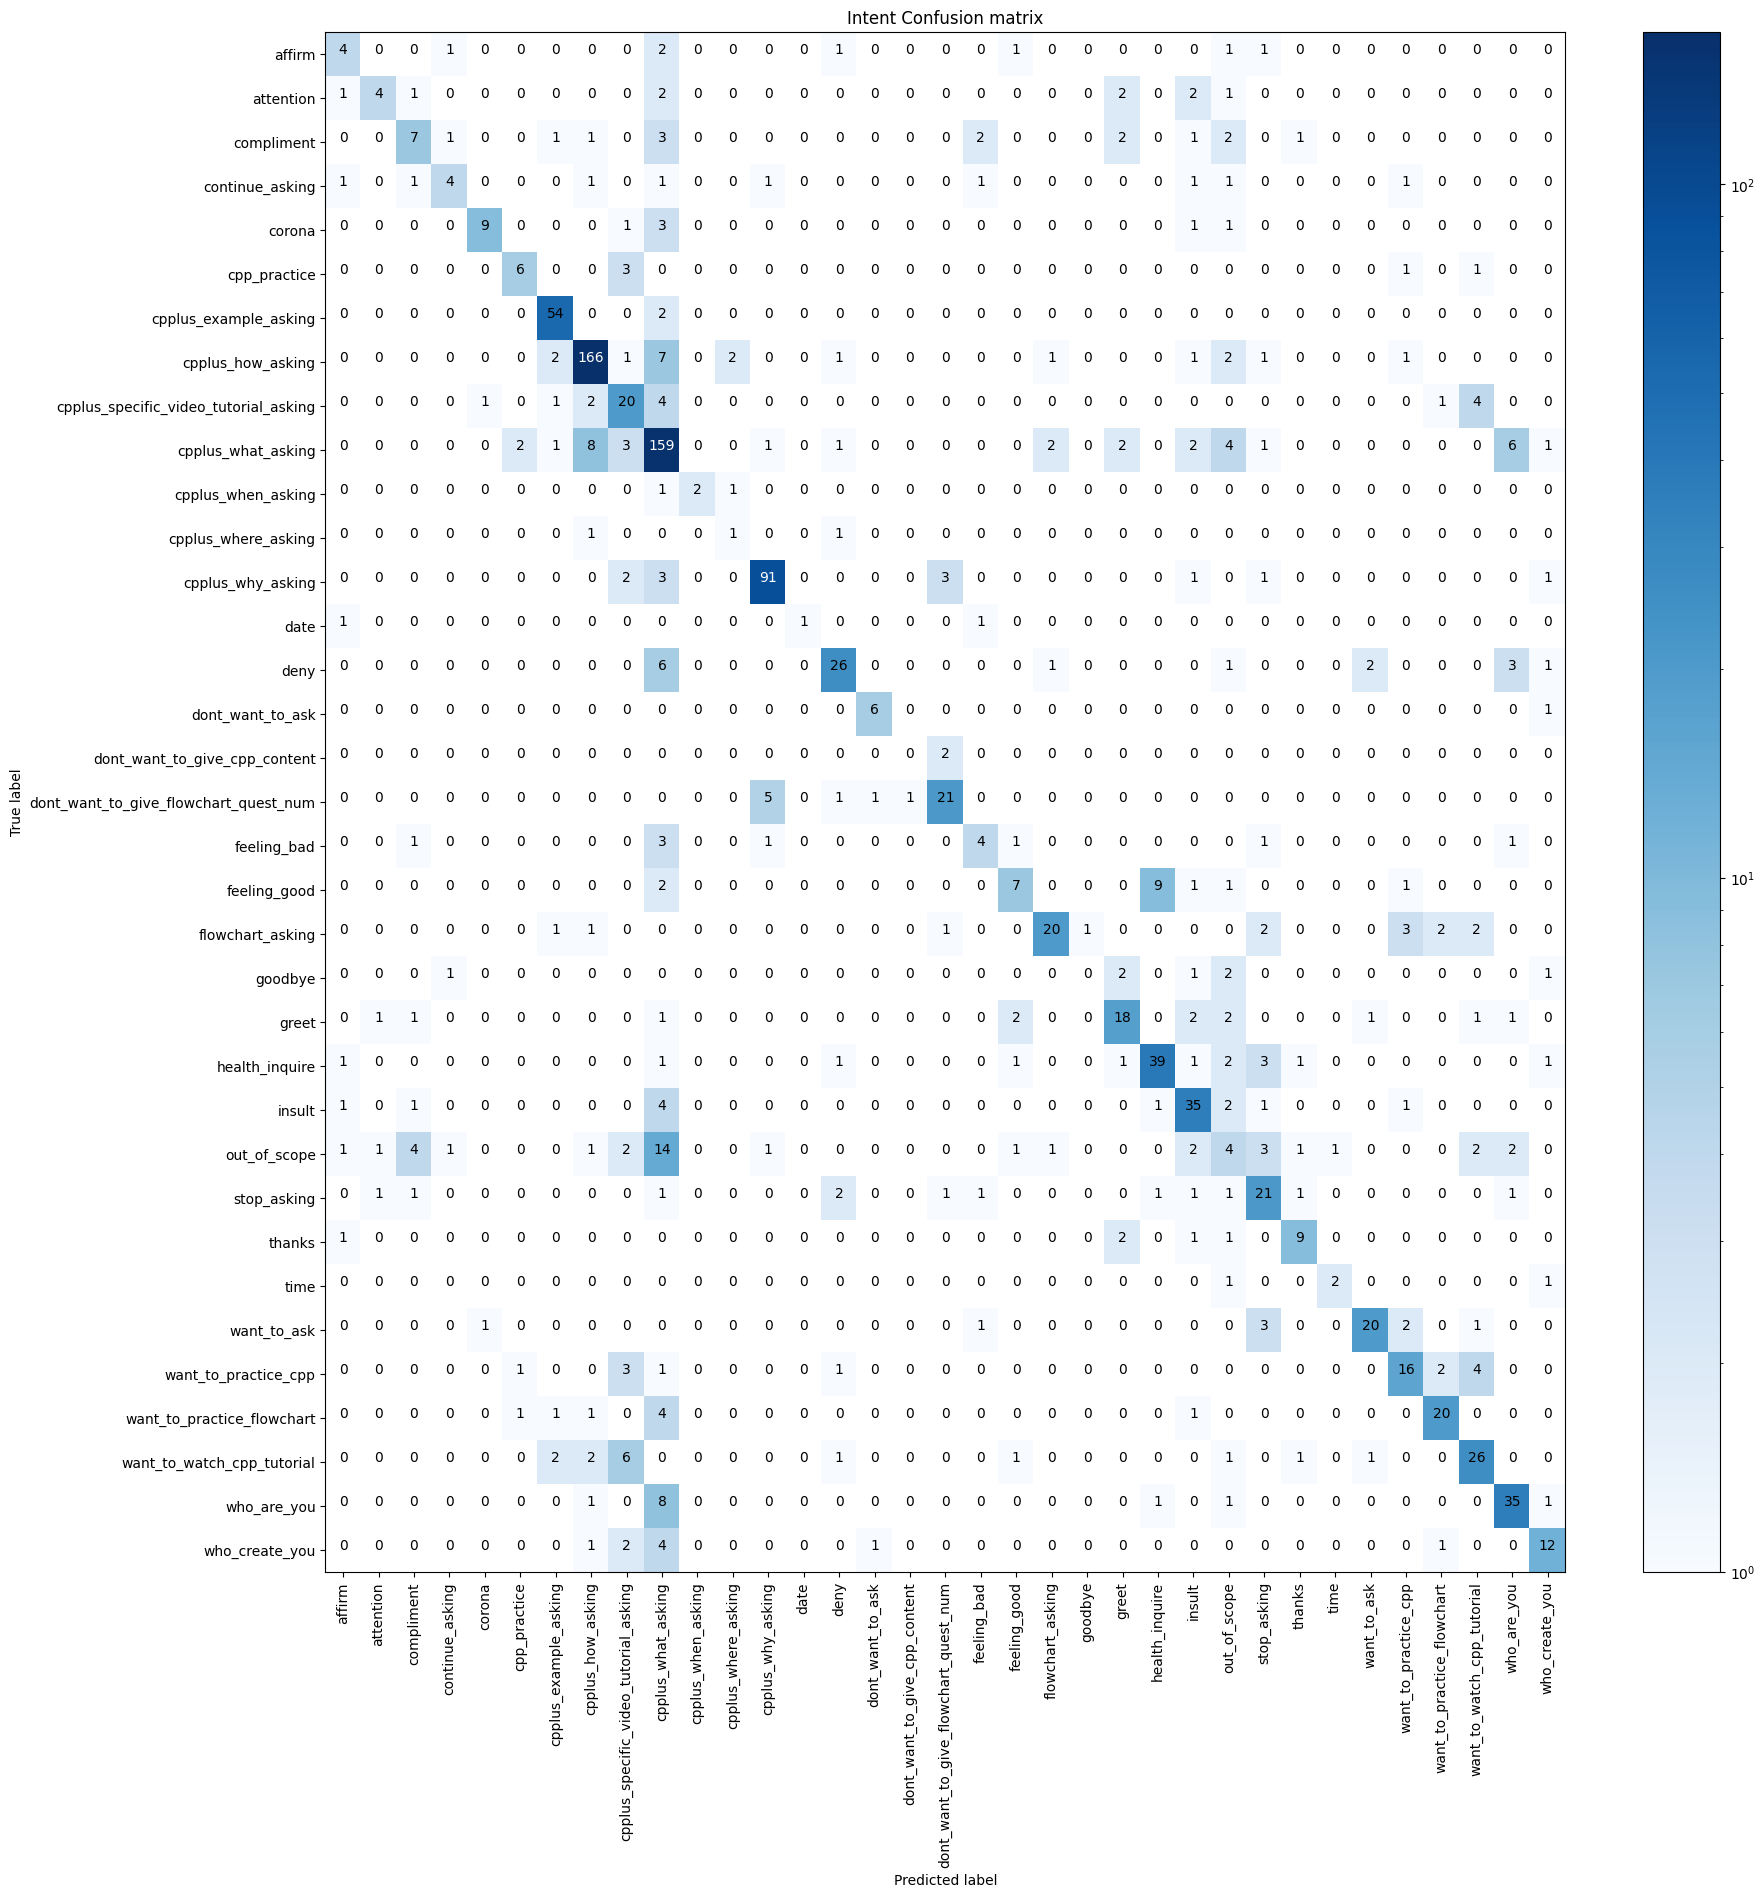 Intent Confusion matrix
affirm 4 0 0 1 0 0 0 0 0 2 0 0 0 0 1 0 0 0 0 1 0 0 0 0 0 1 1 0 0 0 0 0 0 0 0
attention 1 4 1 0 0 0 0 0 0 2 0 0 0 0 0 0 0 0 0 0 0 0 2 0 2 1 0 0 0 0 0 0 0 0 0
compliment 0 0 7 1 0 0 1 1 0 3 0 0 0 0 0 0 0 0 2 0 0 0 2 0 1 2 0 1 0 0 0 0 0 0 0
continue_asking 1 0 1 4 0 0 0 1 0 1 0 0 1 0 0 0 0 0 1 0 0 0 0 0 1 1 0 0 0 0 1 0 0 0 0
corona 0 0 0 0 9 0 0 0 1 3 0 0 0 0 0 0 0 0 0 0 0 0 0 0 1 1 0 0 0 0 0 0 0 0 0
cpp_practice 0 0 0 0 0 6 0 0 3 0 0 0 0 0 0 0 0 0 0 0 0 0 0 0 0 0 0 0 0 0 1 0 1 0 0
cpplus_example_asking 0 0 0 0 0 0 54 0 0 2 0 0 0 0 0 0 0 0 0 0 0 0 0 0 0 0 0 0 0 0 0 0 0 0 0
cpplus_how_asking 0 0 0 0 0 0 2 166 1 7 0 2 0 0 1 0 0 0 0 0 1 0 0 0 1 2 1 0 0 0 1 0 0 0 0
cpplus_specific_video_tutorial_asking 0 0 0 0 1 0 1 2 20 4 0 0 0 0 0 0 0 0 0 0 0 0 0 0 0 0 0 0 0 0 0 1 4 0 0
cpplus_what_asking 0 0 0 0 0 2 1 8 3 159 0 0 1 0 1 0 0 0 0 0 2 0 2 0 2 4 1 0 0 0 0 0 0 6 1
cpplus_when_asking 0 0 0 0 0 0 0 0 0 1 2 1 0 0 0 0 0 0 0 0 0 0 0 0 0 0 0 0 0 0 0 0 0 0 0
cpplus_where_asking 0 0 0 0 0 0 0 1 0 0 0 1 0 0 1 0 0 0 0 0 0 0 0 0 0 0 0 0 0 0 0 0 0 0 0
cpplus_why_asking 0 0 0 0 0 0 0 0 2 3 0 0 91 0 0 0 0 3 0 0 0 0 0 0 1 0 1 0 0 0 0 0 0 0 1
date 1 0 0 0 0 0 0 0 0 0 0 0 0 1 0 0 0 0 1 0 0 0 0 0 0 0 0 0 0 0 0 0 0 0 0
deny 0 0 0 0 0 0 0 0 0 6 0 0 0 0 26 0 0 0 0 0 1 0 0 0 0 1 0 0 0 2 0 0 0 3 1
dont_want_to_ask 0 0 0 0 0 0 0 0 0 0 0 0 0 0 0 6 0 0 0 0 0 0 0 0 0 0 0 0 0 0 0 0 0 0 1
dont_want_to_give_cpp_content 0 0 0 0 0 0 0 0 0 0 0 0 0 0 0 0 0 2 0 0 0 0 0 0 0 0 0 0 0 0 0 0 0 0 0
dont_want_to_give_flowchart_quest_num 0 0 0 0 0 0 0 0 0 0 0 0 5 0 1 1 1 21 0 0 0 0 0 0 0 0 0 0 0 0 0 0 0 0 0
feeling_bad 0 0 1 0 0 0 0 0 0 3 0 0 1 0 0 0 0 0 4 1 0 0 0 0 0 0 1 0 0 0 0 0 0 1 0
feeling_good 0 0 0 0 0 0 0 0 0 2 0 0 0 0 0 0 0 0 0 7 0 0 0 9 1 1 0 0 0 0 1 0 0 0 0
flowchart_asking 0 0 0 0 0 0 1 1 0 0 0 0 0 0 0 0 0 1 0 0 20 1 0 0 0 0 2 0 0 0 3 2 2 0 0
goodbye 0 0 0 1 0 0 0 0 0 0 0 0 0 0 0 0 0 0 0 0 0 0 2 0 1 2 0 0 0 0 0 0 0 0 1
greet 0 1 1 0 0 0 0 0 0 1 0 0 0 0 0 0 0 0 0 2 0 0 18 0 2 2 0 0 0 1 0 0 1 1 0
health_inquire 1 0 0 0 0 0 0 0 0 1 0 0 0 0 1 0 0 0 0 1 0 0 1 39 1 2 3 1 0 0 0 0 0 0 1
insult 1 0 1 0 0 0 0 0 0 4 0 0 0 0 0 0 0 0 0 0 0 0 0 1 35 2 1 0 0 0 1 0 0 0 0
out_of_scope 1 1 4 1 0 0 0 1 2 14 0 0 1 0 0 0 0 0 0 1 1 0 0 0 2 4 3 1 1 0 0 0 2 2 0
stop_asking 0 1 1 0 0 0 0 0 0 1 0 0 0 0 2 0 0 1 1 0 0 0 0 1 1 1 21 1 0 0 0 0 0 1 0
thanks 1 0 0 0 0 0 0 0 0 0 0 0 0 0 0 0 0 0 0 0 0 0 2 0 1 1 0 9 0 0 0 0 0 0 0
time 0 0 0 0 0 0 0 0 0 0 0 0 0 0 0 0 0 0 0 0 0 0 0 0 0 1 0 0 2 0 0 0 0 0 1
want_to_ask 0 0 0 0 1 0 0 0 0 0 0 0 0 0 0 0 0 0 1 0 0 0 0 0 0 0 3 0 0 20 2 0 1 0 0
want_to_practice_cpp 0 0 0 0 0 1 0 0 3 1 0 0 0 0 1 0 0 0 0 0 0 0 0 0 0 0 0 0 0 0 16 2 4 0 0
want_to_practice_flowchart 0 0 0 0 0 1 1 1 0 4 0 0 0 0 0 0 0 0 0 0 0 0 0 0 1 0 0 0 0 0 0 20 0 0 0
want_to_watch_cpp_tutorial 0 0 0 0 0 0 2 2 6 0 0 0 0 0 1 0 0 0 0 1 0 0 0 0 0 1 0 1 0 1 0 0 26 0 0
who_are_you 0 0 0 0 0 0 0 1 0 8 0 0 0 0 0 0 0 0 0 0 0 0 0 1 0 1 0 0 0 0 0 0 0 35 1
who_create_you 0 0 0 0 0 0 0 1 2 4 0 0 0 0 0 1 0 0 0 0 0 0 0 0 0 0 0 0 0 0 0 1 0 0 12
True label
affirm
attention
compliment
continue_asking
corona
cpp_practice
cpplus_example_asking
cpplus_how_asking
cpplus_specific_video_tutorial_asking
cpplus_what_asking
cpplus_when_asking
cpplus_where_asking
cpplus_why_asking
date
deny
dont_want_to_ask
dont_want_to_give_cpp_content
dont_want_to_give_flowchart_quest_num
feeling_bad
feeling_good
flowchart_asking
goodbye
greet
health_inquire
insult
out_of_scope
stop_asking
thanks
time
want_to_ask
want_to_practice_cpp
want_to_practice_flowchart
want_to_watch_cpp_tutorial
who_are_you
who_create_you
Predicted label
10²
10¹
10⁰